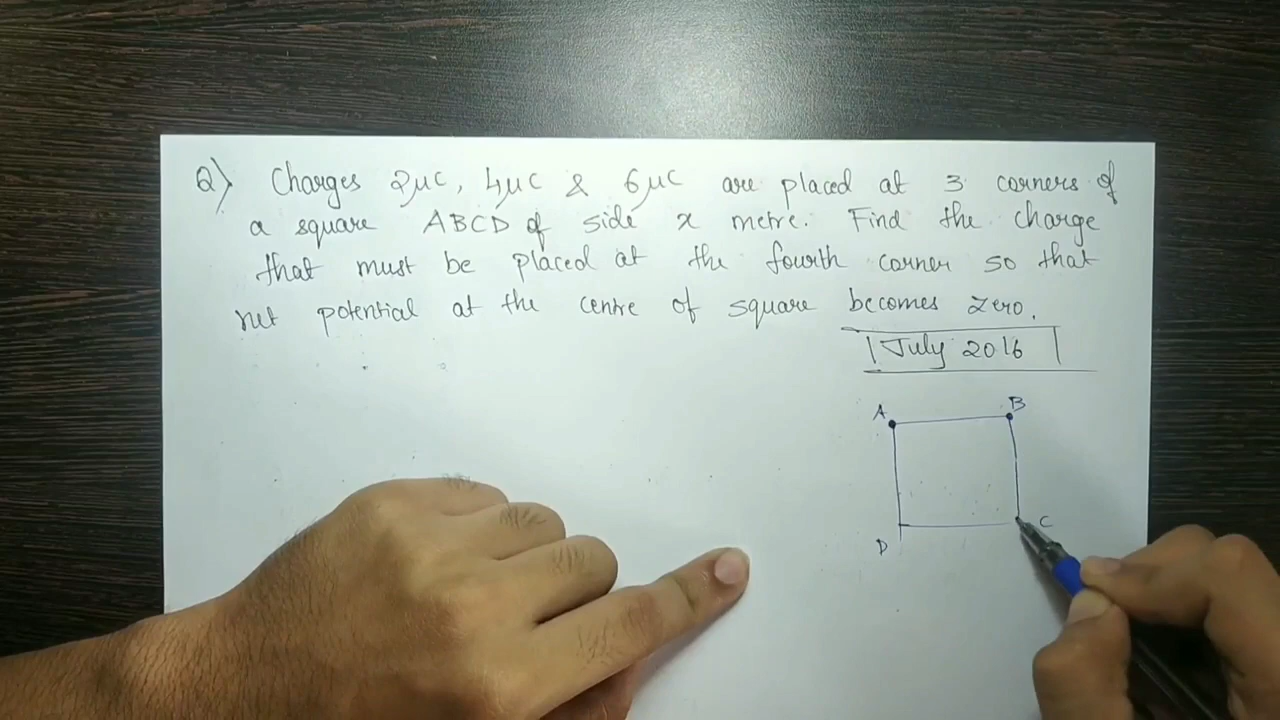 Q) Charges 2μC, 4μC & 6μC are placed at 3 corners of
a square ABCD of side x metre. Find the charge
that must be placed at the fourth corner so that
net potential at the centre of square becomes zero.
July 2016
A B
D C